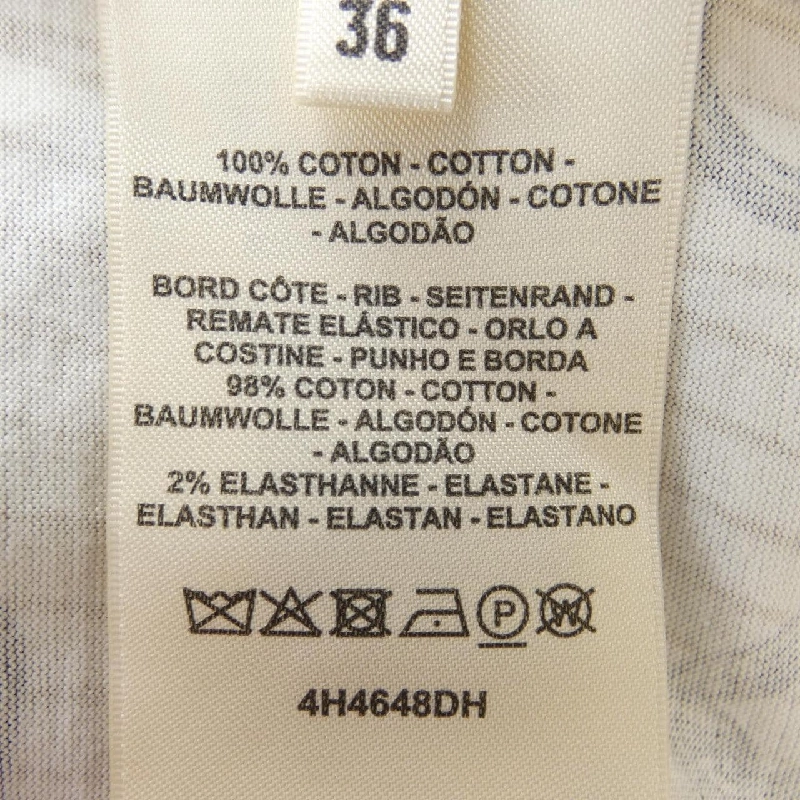 36
100% COTON - COTTON -
BAUMWOLLE - ALGODÓN - COTONE
- ALGODÃO
BORD CÔTE - RIB - SEITENRAND -
REMATE ELÁSTICO - ORLO A
COSTINE - PUNHO E BORDA
98% COTON - COTTON -
BAUMWOLLE - ALGODÓN - COTONE
- ALGODÃO
2% ELASTHANNE - ELASTANE -
ELASTHAN - ELASTAN - ELASTANO
P W
4H4648DH